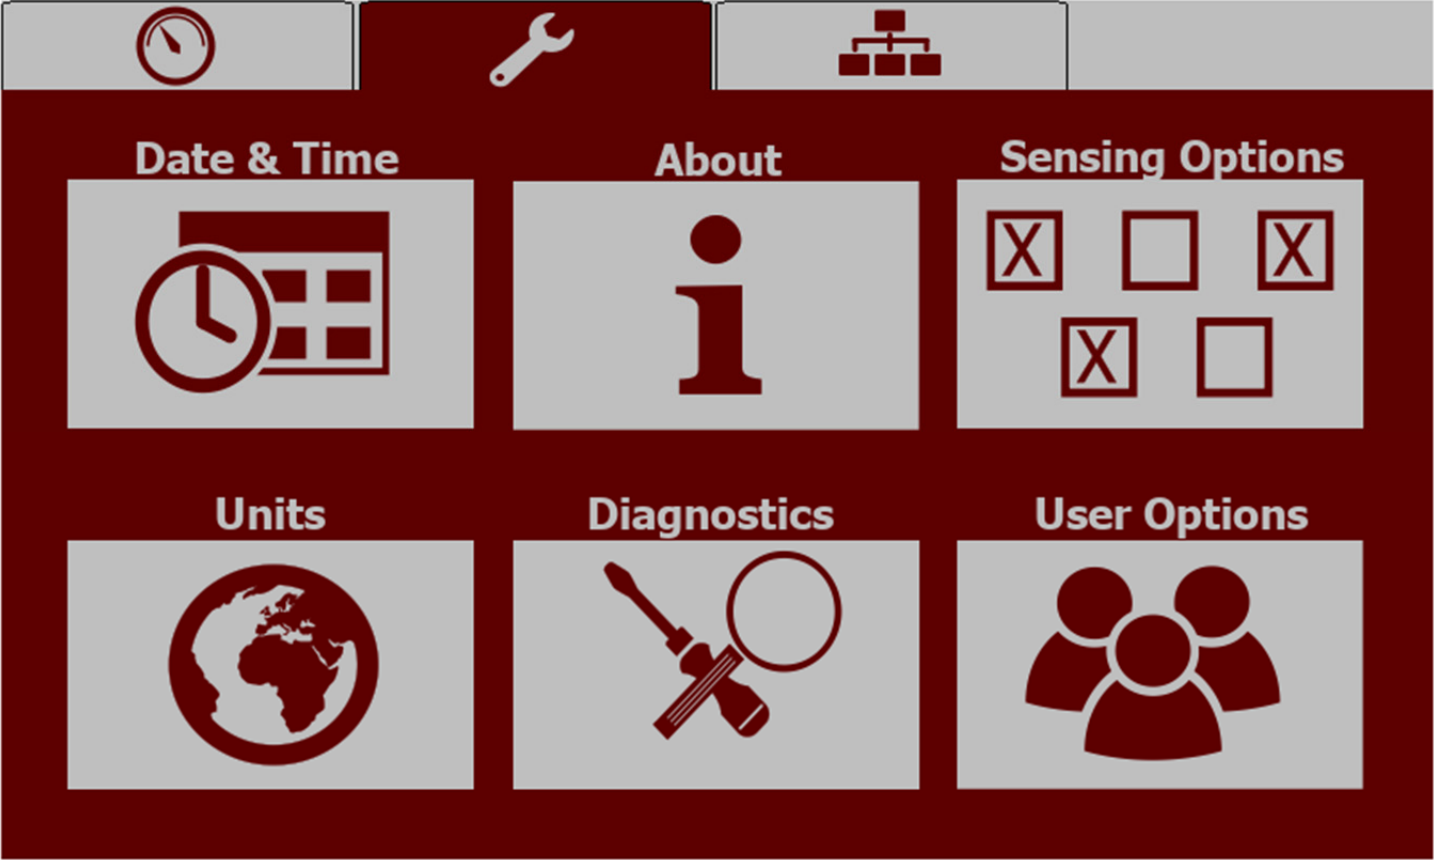 Date & Time
About
Sensing Options
X
X
X
Units
Diagnostics
User Options